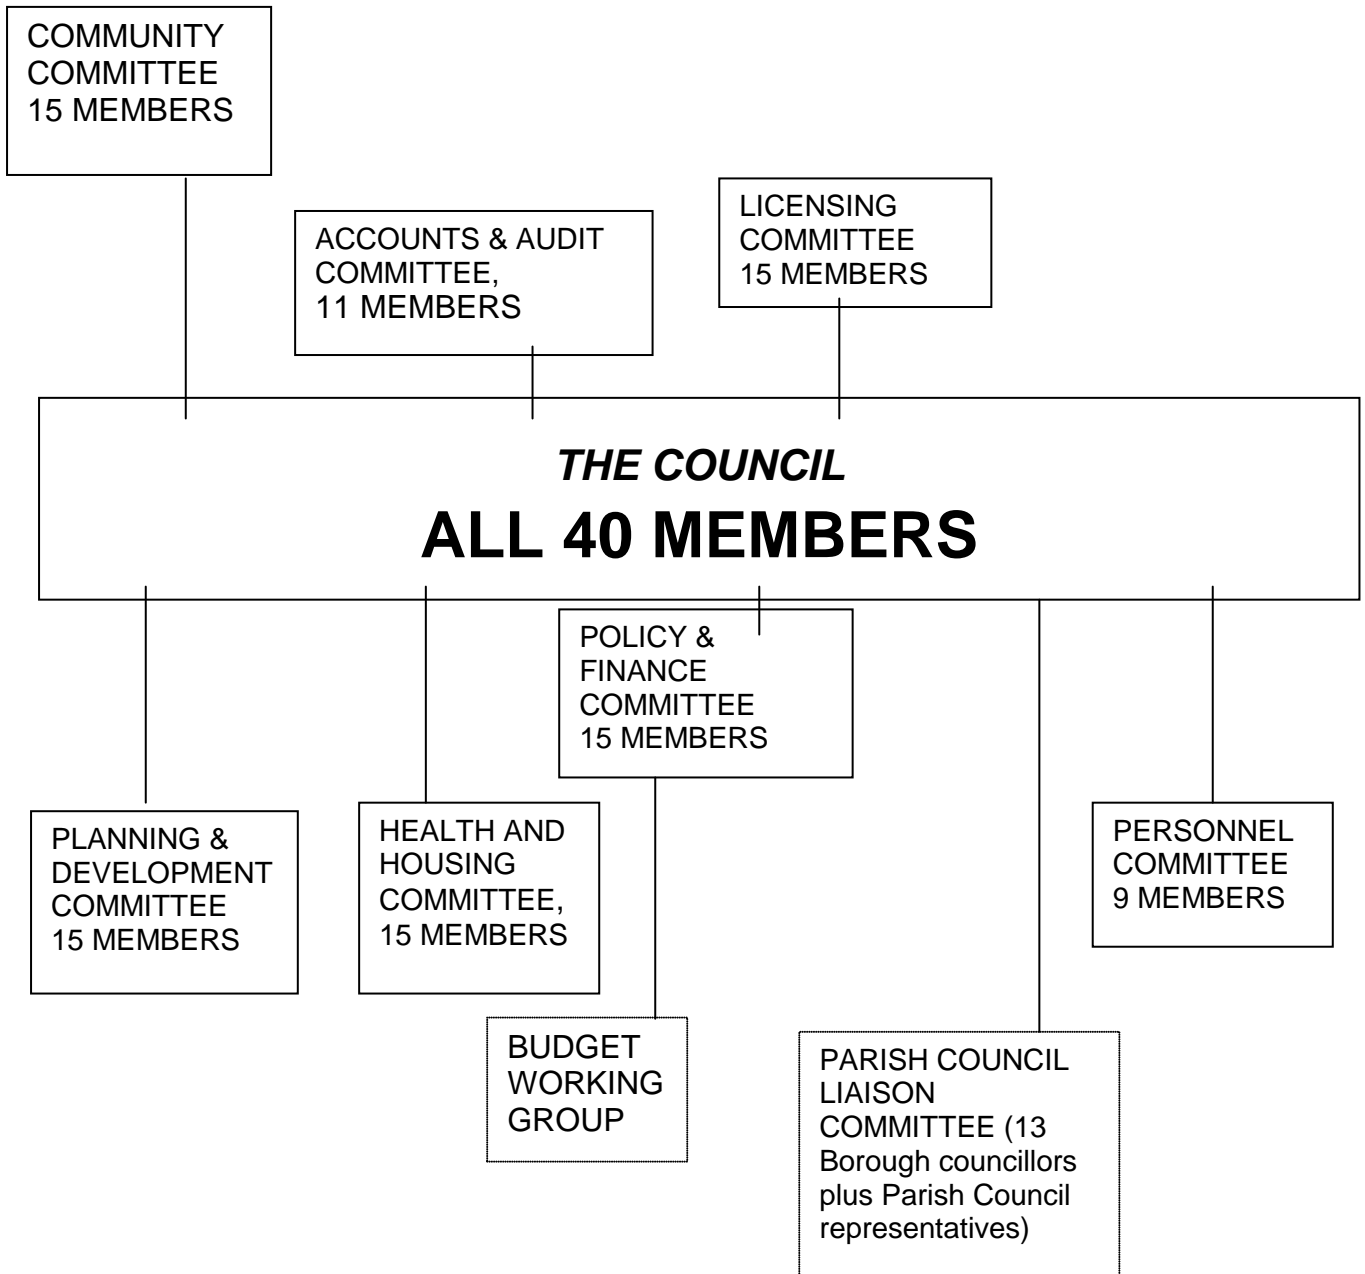 COMMUNITY
COMMITTEE
15 MEMBERS
ACCOUNTS & AUDIT
COMMITTEE,
11 MEMBERS
LICENSING
COMMITTEE
15 MEMBERS
THE COUNCIL
ALL 40 MEMBERS
POLICY &
FINANCE
COMMITTEE
15 MEMBERS
PLANNING &
DEVELOPMENT
COMMITTEE
15 MEMBERS
HEALTH AND
HOUSING
COMMITTEE,
15 MEMBERS
PERSONNEL
COMMITTEE
9 MEMBERS
BUDGET
WORKING
GROUP
PARISH COUNCIL
LIAISON
COMMITTEE (13
Borough councillors
plus Parish Council
representatives)